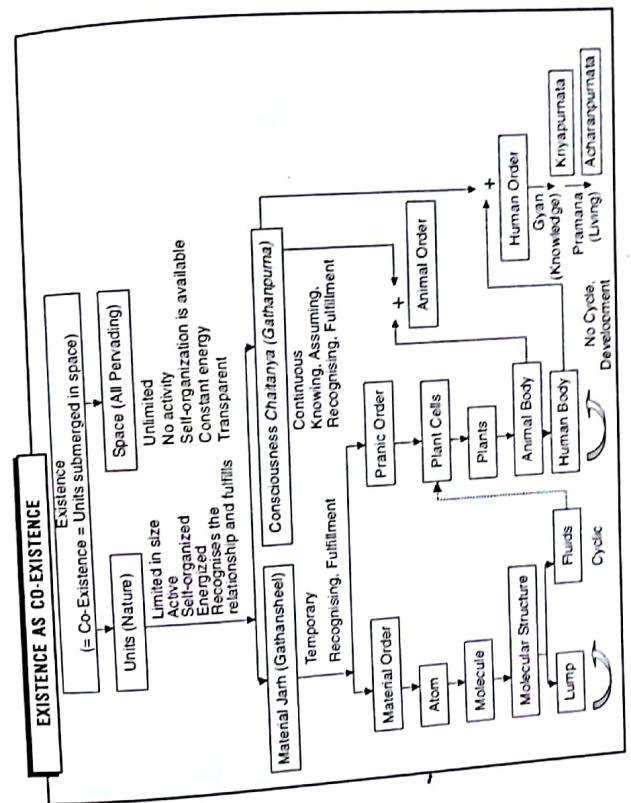 EXISTENCE AS CO-EXISTENCE
Existence
(= Co-Existence = Units submerged in space)
Units (Nature)
Space (All Pervading)
Limited in size
Active
Self-organized
Energized
Recognises the
relationship and fulfills
Unlimited
No activity
Self-organization is available
Constant energy
Transparent
Material Jarh (Gathansheel)
Consciousness Chaitanya (Gathanpurna)
Temporary
Recognising, Fulfillment
Continuous
Knowing, Assuming,
Recognising, Fulfillment
Material Order
Pranic Order
Atom
Plant Cells
Molecule
Plants
Molecular Structure
Animal Body
Lump
Fluids
Human Body
Cyclic
No Cycle,
Development
+
Animal Order
+
Human Order
Gyan
(Knowledge)
Kriyapurnata
Pramana
(Living)
Acharanpurnata